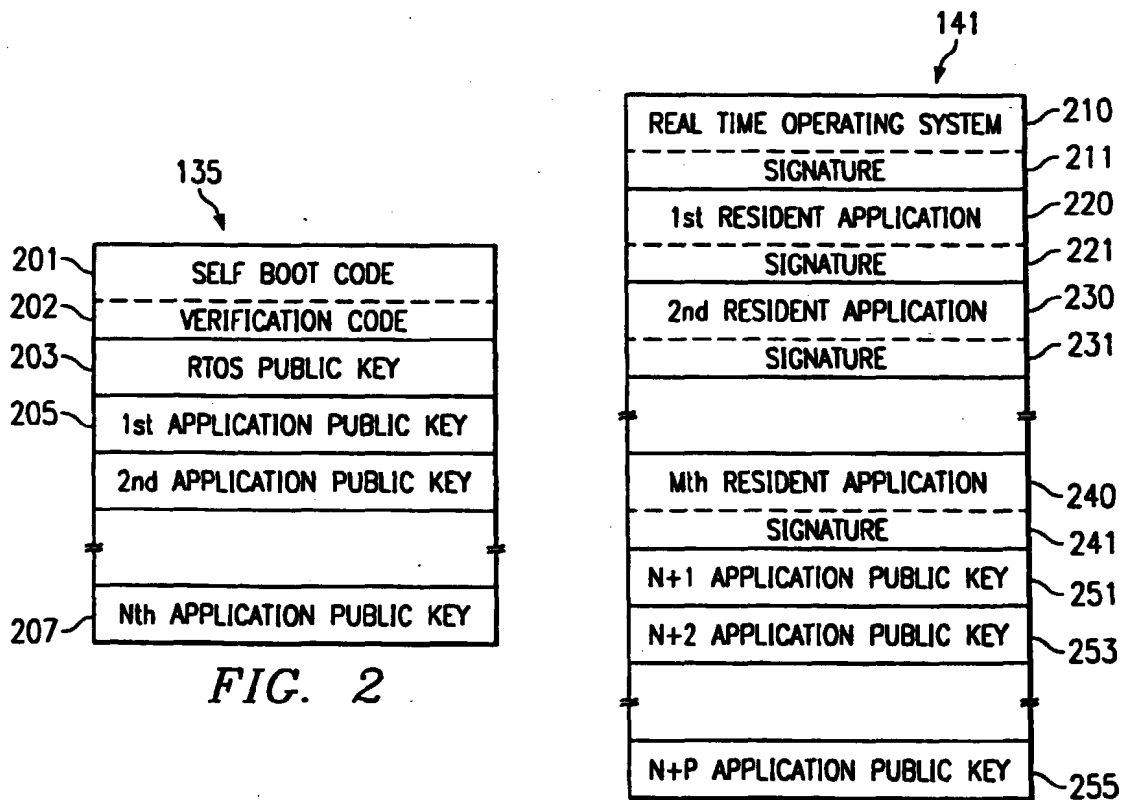 135
201
SELF BOOT CODE
202
VERIFICATION CODE
203
RTOS PUBLIC KEY
205
1st APPLICATION PUBLIC KEY
2nd APPLICATION PUBLIC KEY
207
Nth APPLICATION PUBLIC KEY
FIG. 2
141
REAL TIME OPERATING SYSTEM
210
SIGNATURE
211
1st RESIDENT APPLICATION
220
SIGNATURE
221
2nd RESIDENT APPLICATION
230
SIGNATURE
231
Mth RESIDENT APPLICATION
240
SIGNATURE
241
N+1 APPLICATION PUBLIC KEY
251
N+2 APPLICATION PUBLIC KEY
253
N+P APPLICATION PUBLIC KEY
255